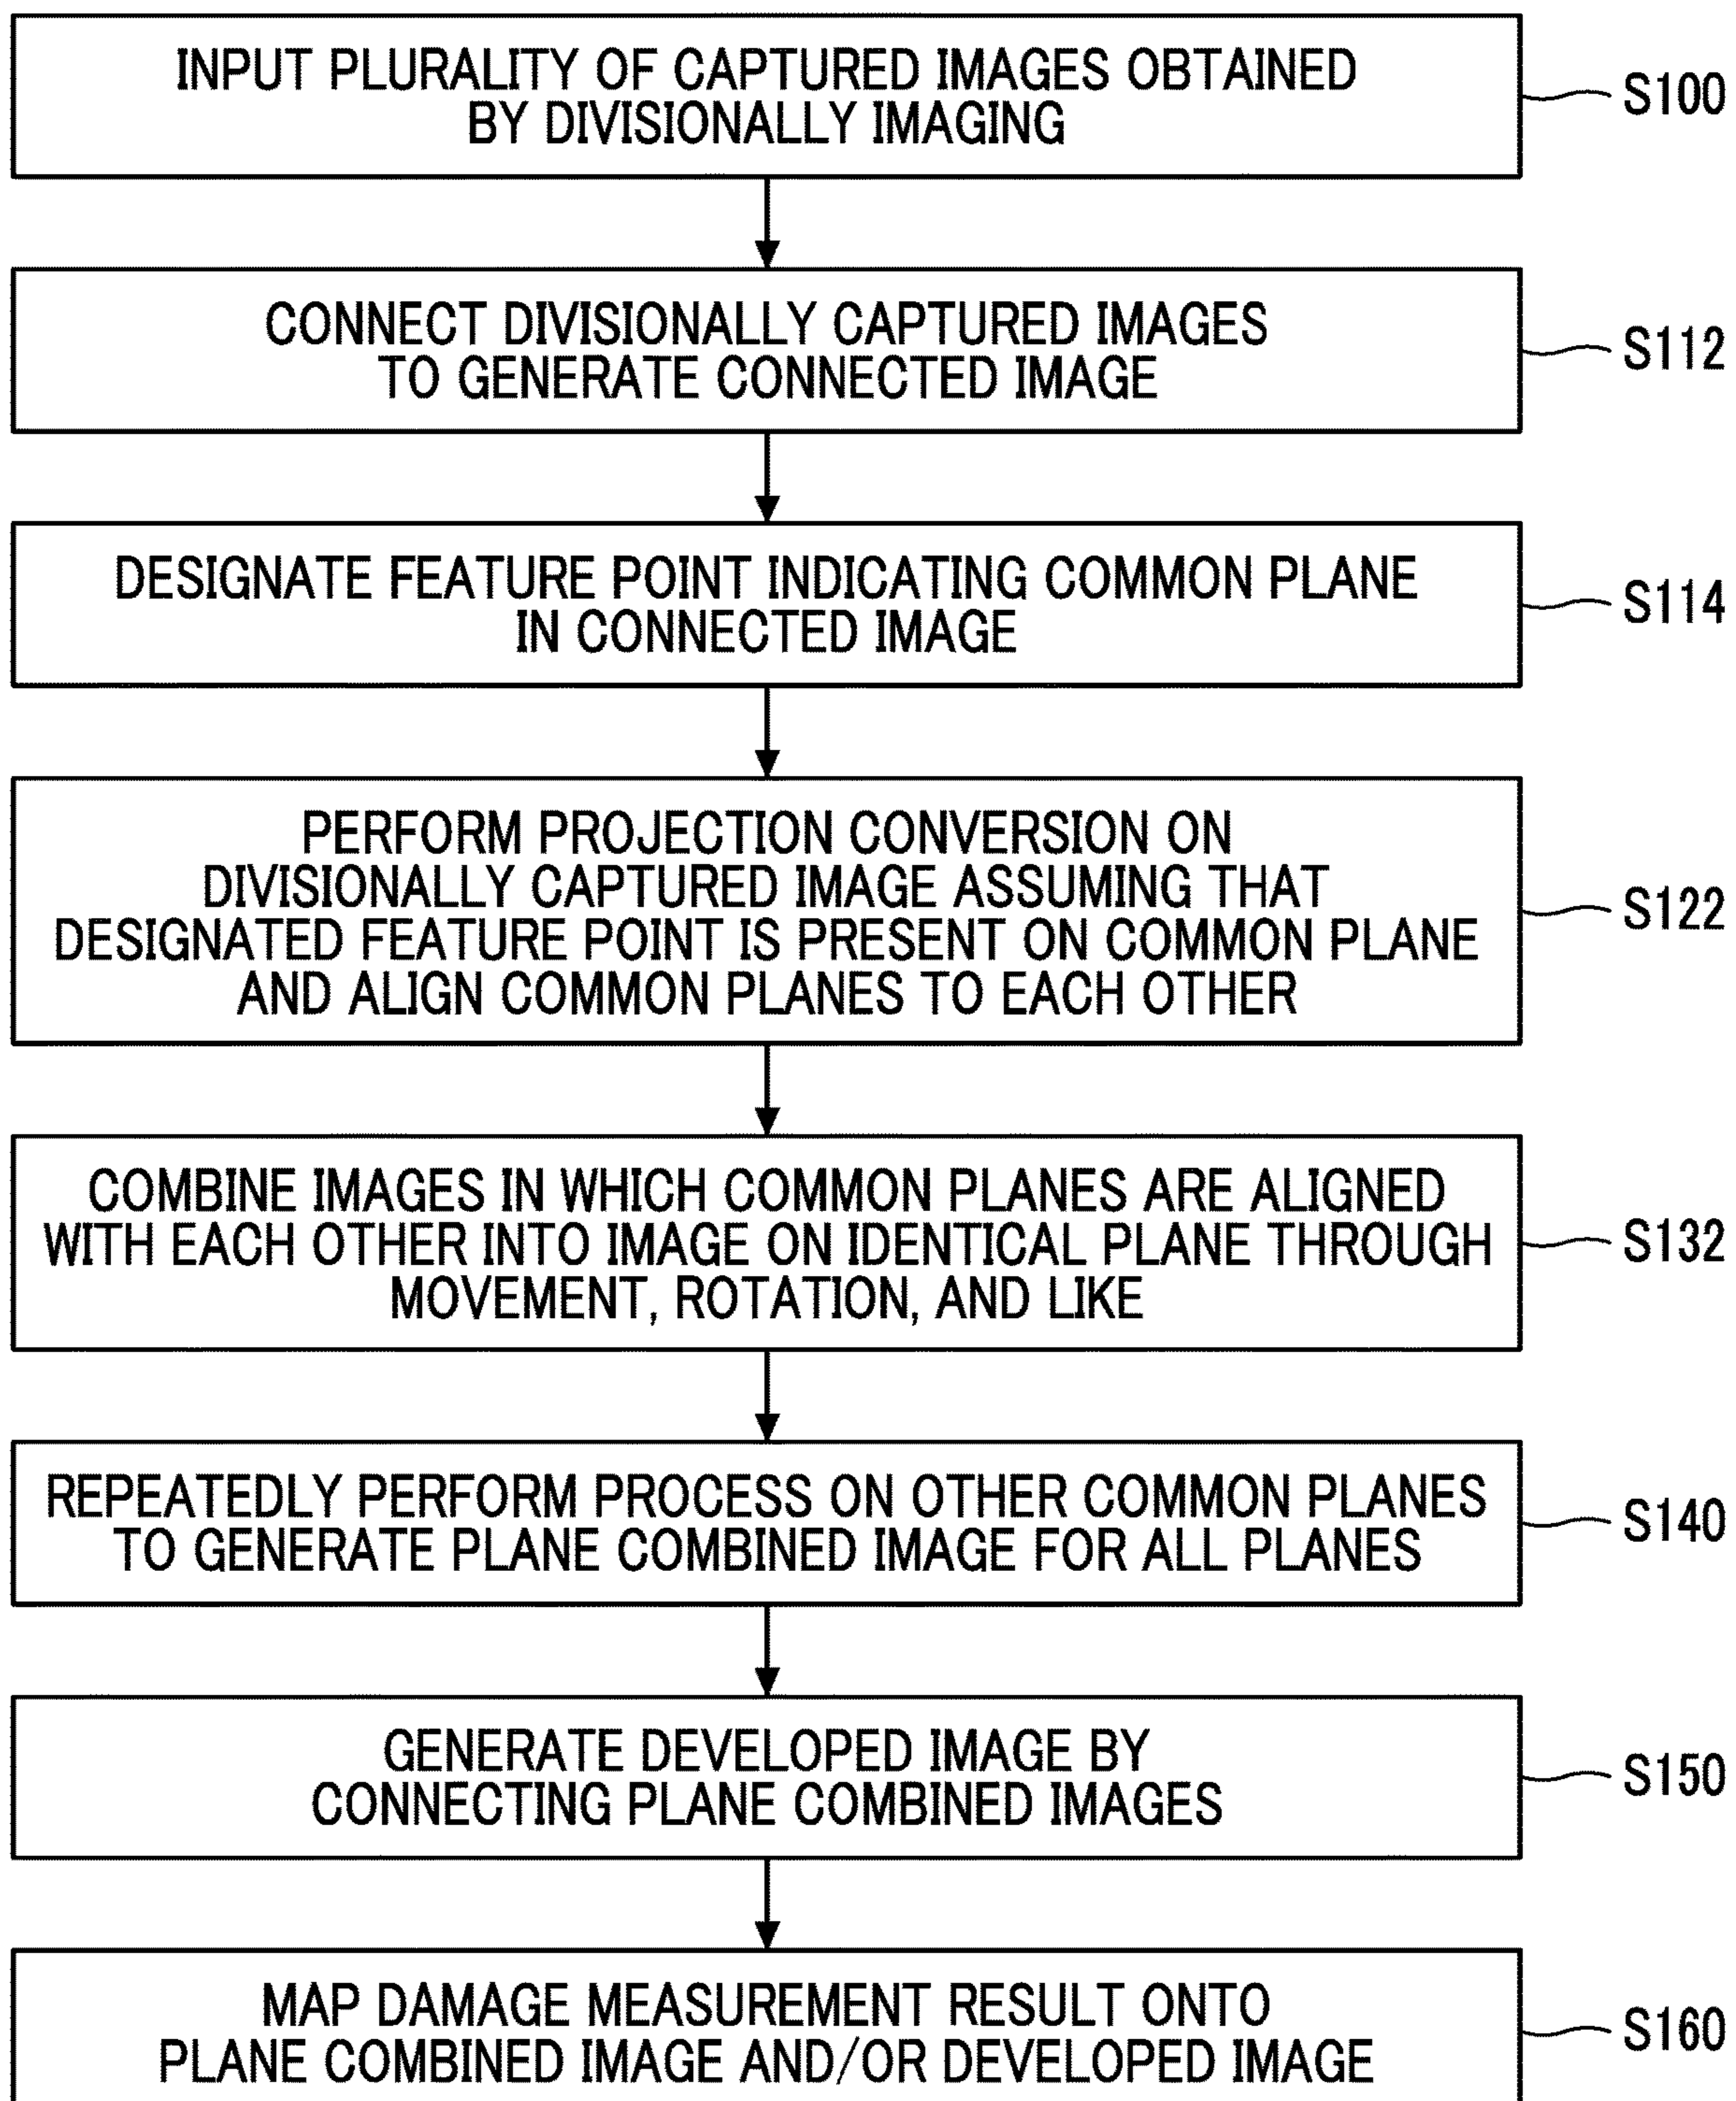 INPUT PLURALITY OF CAPTURED IMAGES OBTAINED
BY DIVISIONALLY IMAGING
S100
CONNECT DIVISIONALLY CAPTURED IMAGES
TO GENERATE CONNECTED IMAGE
S112
DESIGNATE FEATURE POINT INDICATING COMMON PLANE
IN CONNECTED IMAGE
S114
PERFORM PROJECTION CONVERSION ON
DIVISIONALLY CAPTURED IMAGE ASSUMING THAT
DESIGNATED FEATURE POINT IS PRESENT ON COMMON PLANE
AND ALIGN COMMON PLANES TO EACH OTHER
S122
COMBINE IMAGES IN WHICH COMMON PLANES ARE ALIGNED
WITH EACH OTHER INTO IMAGE ON IDENTICAL PLANE THROUGH
MOVEMENT, ROTATION, AND LIKE
S132
REPEATEDLY PERFORM PROCESS ON OTHER COMMON PLANES
TO GENERATE PLANE COMBINED IMAGE FOR ALL PLANES
S140
GENERATE DEVELOPED IMAGE BY
CONNECTING PLANE COMBINED IMAGES
S150
MAP DAMAGE MEASUREMENT RESULT ONTO
PLANE COMBINED IMAGE AND/OR DEVELOPED IMAGE
S160